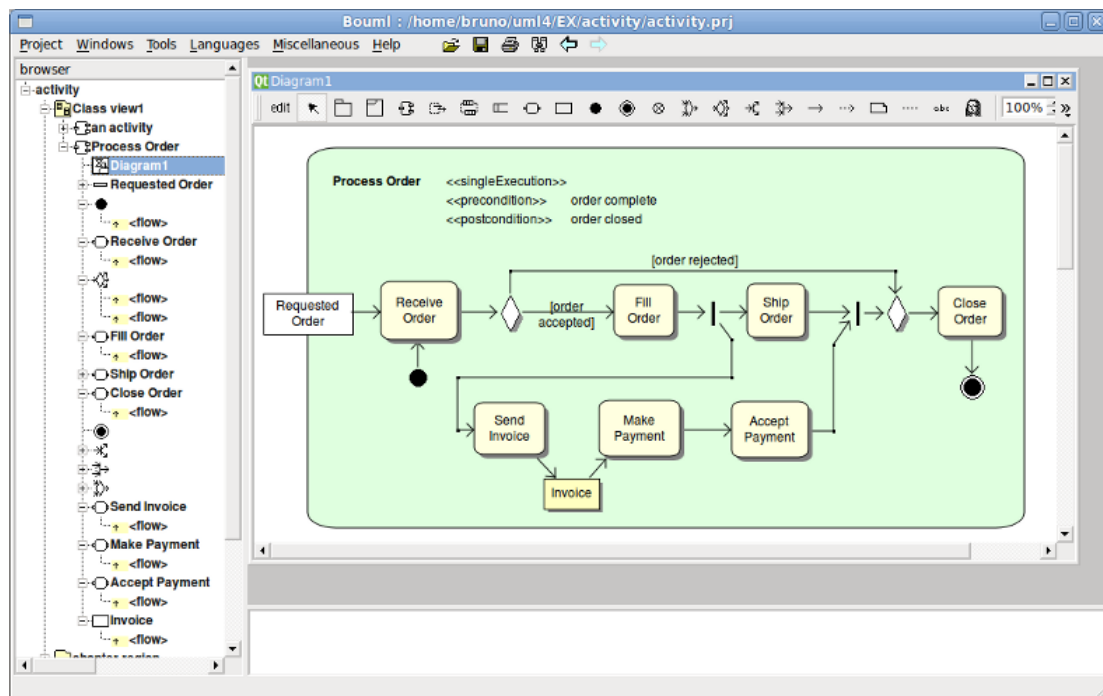 Bouml : /home/bruno/uml4/EX/activity/activity.prj
Project Windows Tools Languages Miscellaneous Help
browser
activity
Class view1
an activity
Process Order
Diagram1
Requested Order
<flow>
Receive Order
<flow>
<flow>
<flow>
Fill Order
<flow>
Ship Order
Close Order
<flow>
Send Invoice
<flow>
Make Payment
<flow>
Accept Payment
<flow>
Invoice
<flow>
Qt Diagram1
edit
abc
100%
Process Order <<singleExecution>>
<<precondition>> order complete
<<postcondition>> order closed
[order rejected]
Requested
Order
Receive
Order
[order
accepted]
Fill
Order
Ship
Order
Close
Order
Send
Invoice
Make
Payment
Accept
Payment
Invoice